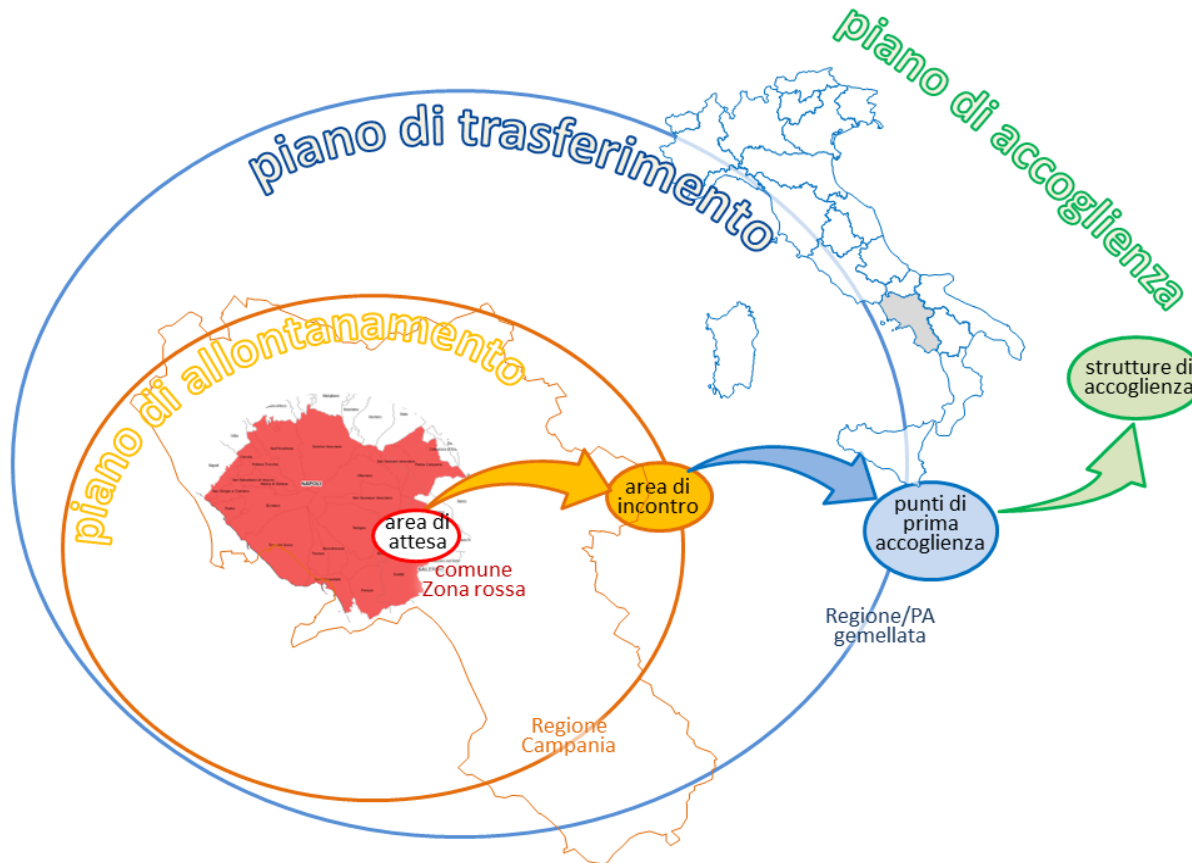 piano di accoglienza
piano di trasferimento
piano di allontanamento
strutture di
accoglienza
NAPOLI
area di
incontro
punti di
prima
accoglienza
area di
attesa
comune
Zona rossa
Regione/PA
gemellata
Regione
Campania